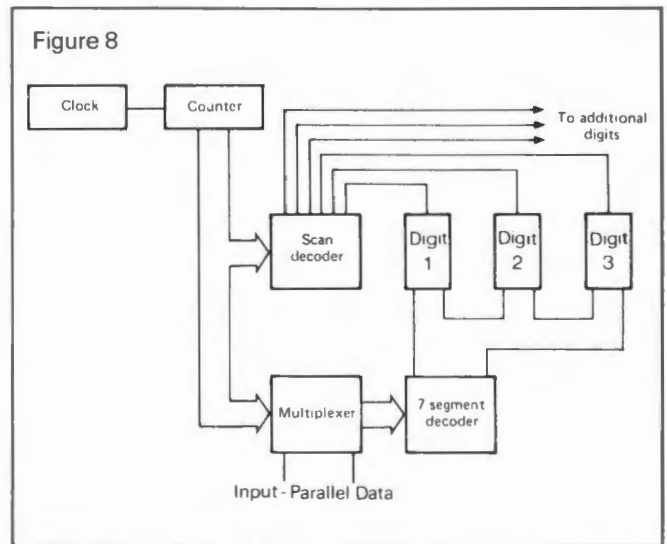 Figure 8
Clock
Counter
To additional
digits
Scan
decoder
Digit
1
Digit
2
Digit
3
Multiplexer
7 segment
decoder
Input - Parallel Data